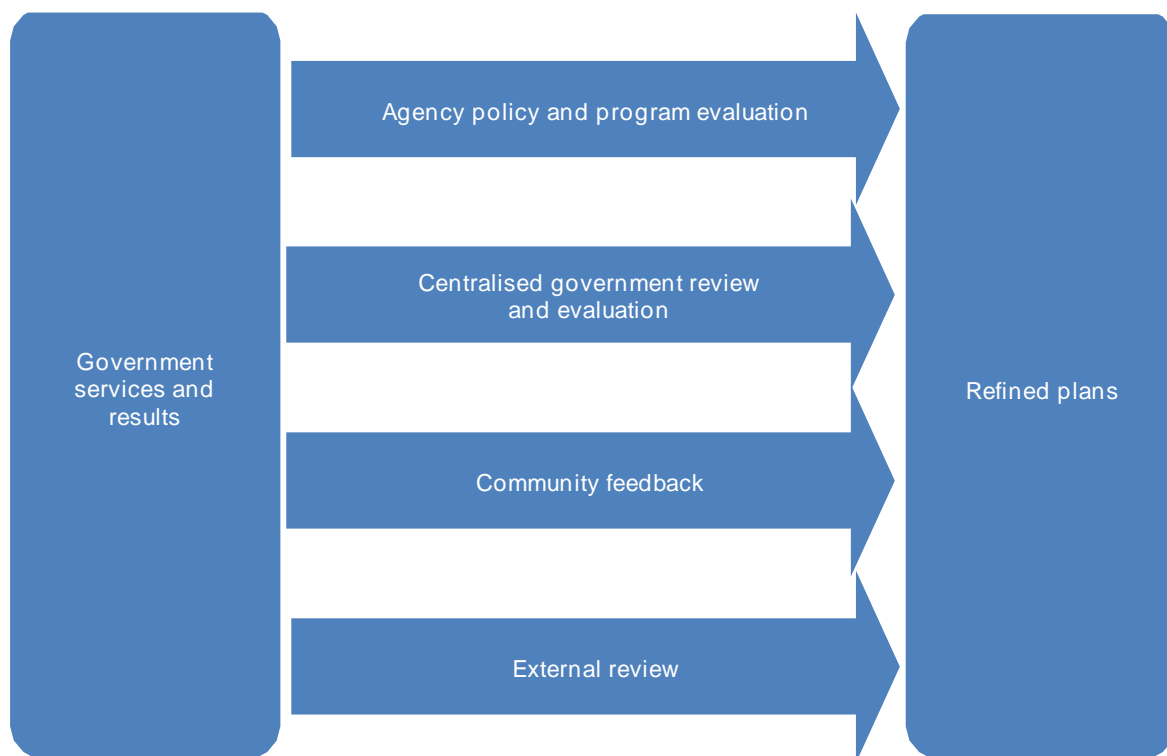 Government
services and
results
Agency policy and program evaluation
Centralised government review
and evaluation
Community feedback
External review
Refined plans